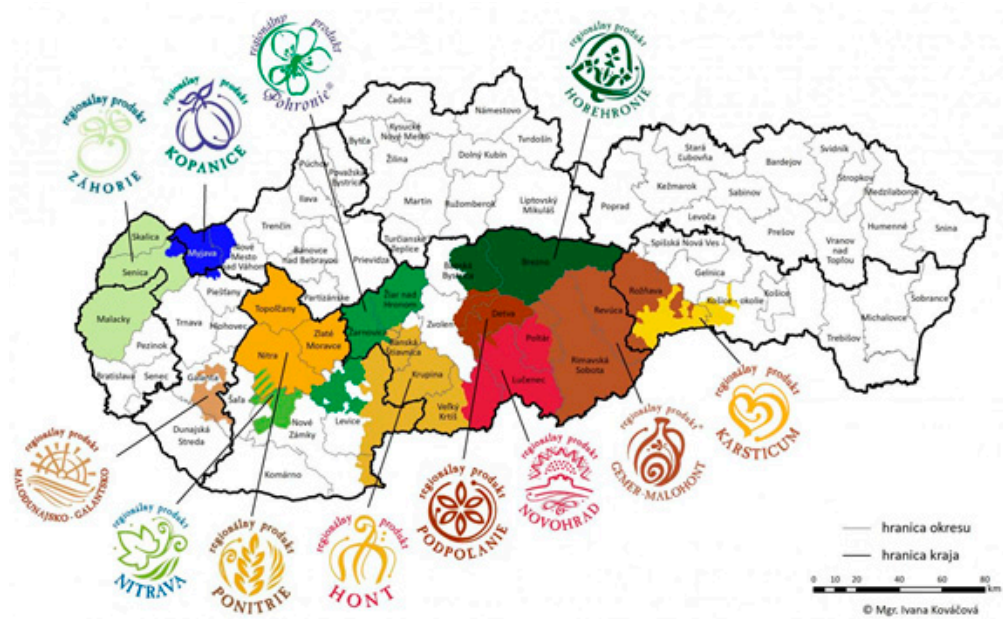 regionálny produkt
Pohronie®
regionálny produkt
HOREHRONIE
regionálny produkt
KOPANICE
regionálny produkt
ZÁHORIE
Čadca
Námestovo
Bytča
Kysucké
Nové Mesto
Tvrdošín
Žilina
Dolný Kubín
Púchov
Považská
Bystrica
Ilava
Martin
Ružomberok
Liptovský
Mikuláš
Trenčín
Turčianske
Teplice
Bánovce
nad Bebravou
Prievidza
Stará
Ľubovňa
Bardejov
Svidník
Stropkov
Medzilaborce
Kežmarok
Sabinov
Poprad
Levoča
Prešov
Humenné
Snina
Vranov
nad
Topľou
Spišská Nová Ves
Gelnica
Košice
Košice - okolie
Sobrance
Michalovce
Trebišov
Skalica
Senica
Myjava
Nové
Mesto
nad Váhom
Malacky
Piešťany
Partizánske
Topoľčany
Trnava
Hlohovec
Zlaté
Moravce
Pezinok
Nitra
Bratislava
Senec
Galanta
Šaľa
Dunajská
Streda
Nové
Zámky
Levice
Komárno
Žiar nad
Hronom
Žarnovica
Banská
Štiavnica
Zvolen
Krupina
Veľký
Krtíš
Banská
Bystrica
Brezno
Detva
Poltár
Lučenec
Rimavská
Sobota
Revúca
Rožňava
regionálny produkt
MALODUNAJSKO-GALANTSKO
regionálny produkt
NITRAVA
regionálny produkt
PONITRIE
regionálny produkt
HONT
regionálny produkt
PODPOĽANIE
regionálny produkt
NOVOHRAD
regionálny produkt®
GEMER-MALOHONT
regionálny produkt
KARSTICUM
hranica okresu
hranica kraja
0 10 20 40 60 80
km
© Mgr. Ivana Kováčová